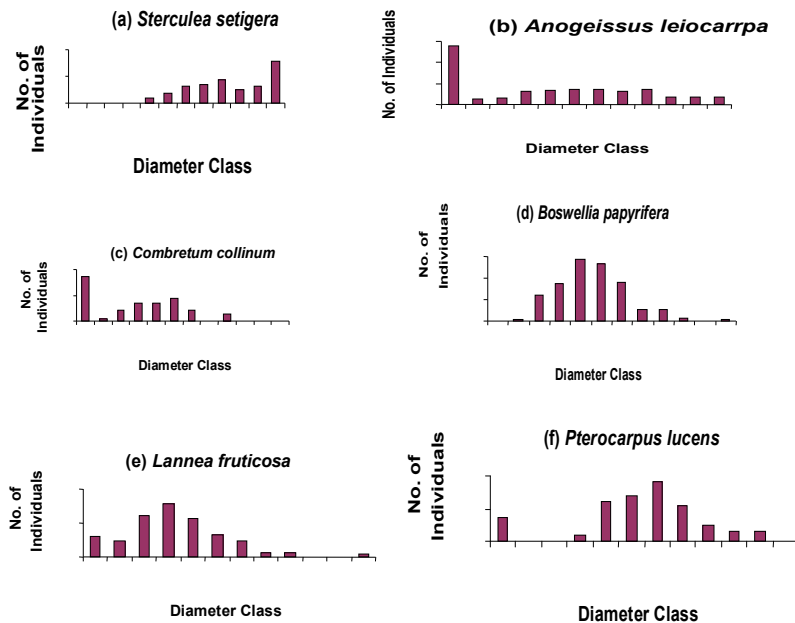 (a) Sterculea setigera
No. of
Individuals
Diameter Class
(b) Anogeissus leiocarrpa
No. of Individuals
Diameter Class
(c) Combretum collinum
No. of
Individuals
Diameter Class
(d) Boswellia papyrifera
No. of
Individuals
Diameter Class
(e) Lannea fruticosa
No. of
Individuals
Diameter Class
(f) Pterocarpus lucens
No. of
Individuals
Diameter Class